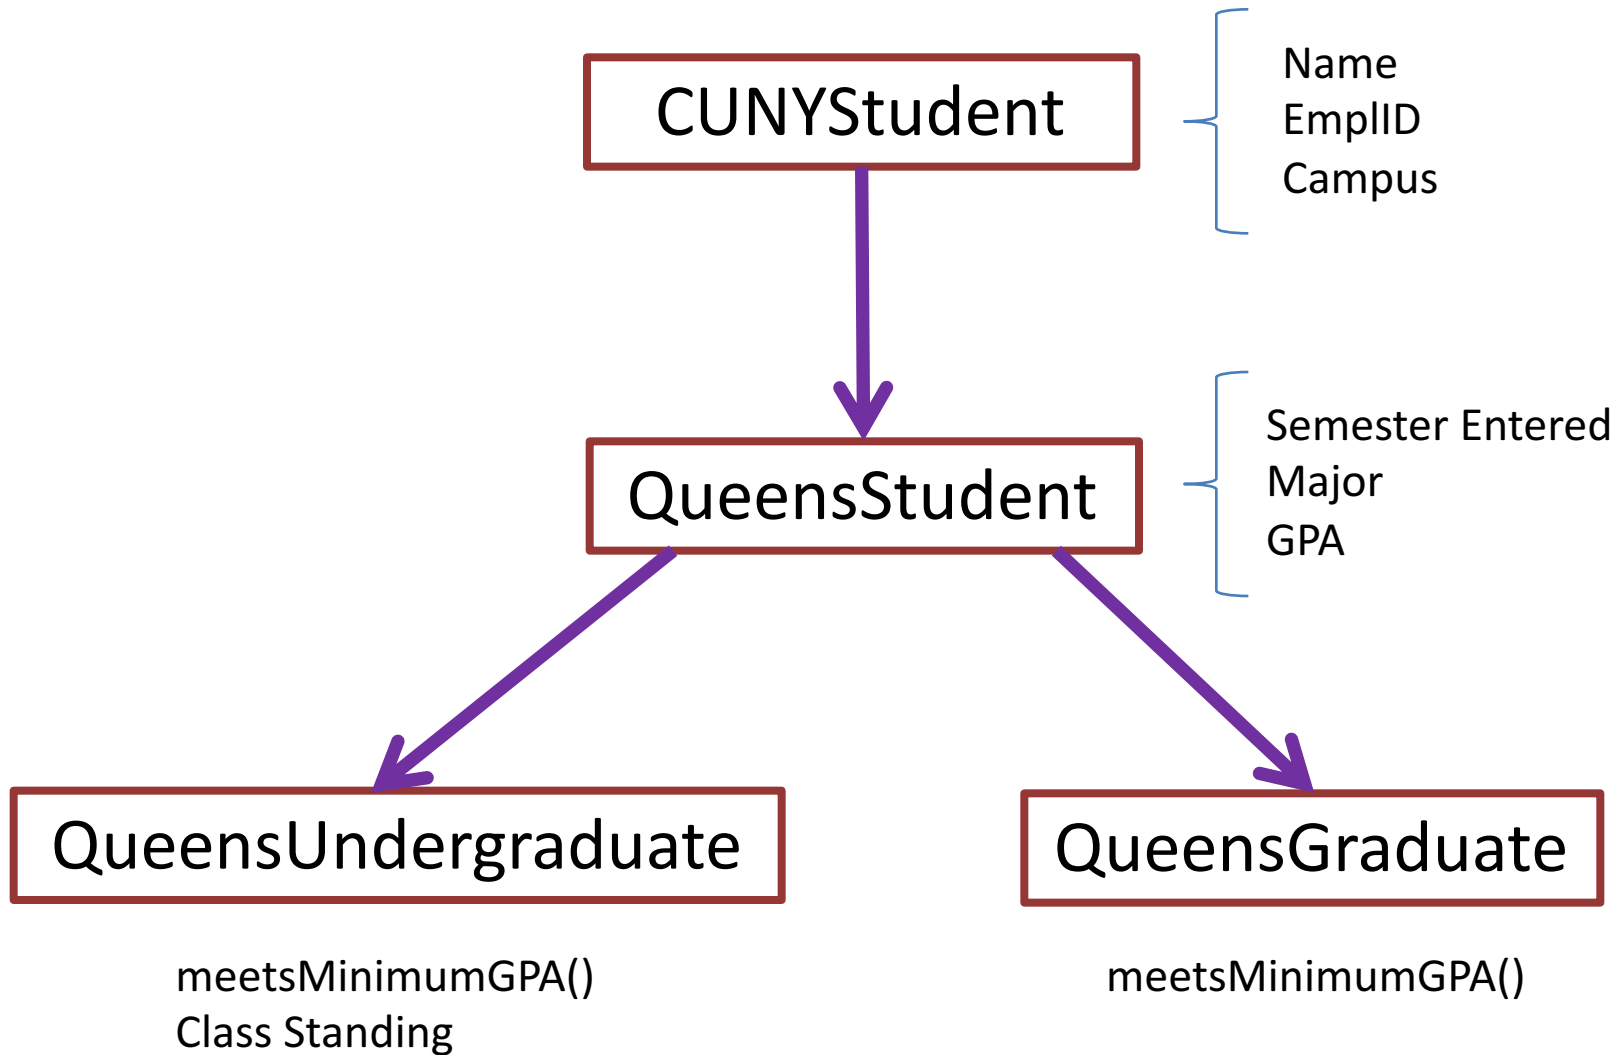 CUNYStudent
Name
EmplID
Campus
QueensStudent
Semester Entered
Major
GPA
QueensUndergraduate
QueensGraduate
meetsMinimumGPA()
Class Standing
meetsMinimumGPA()